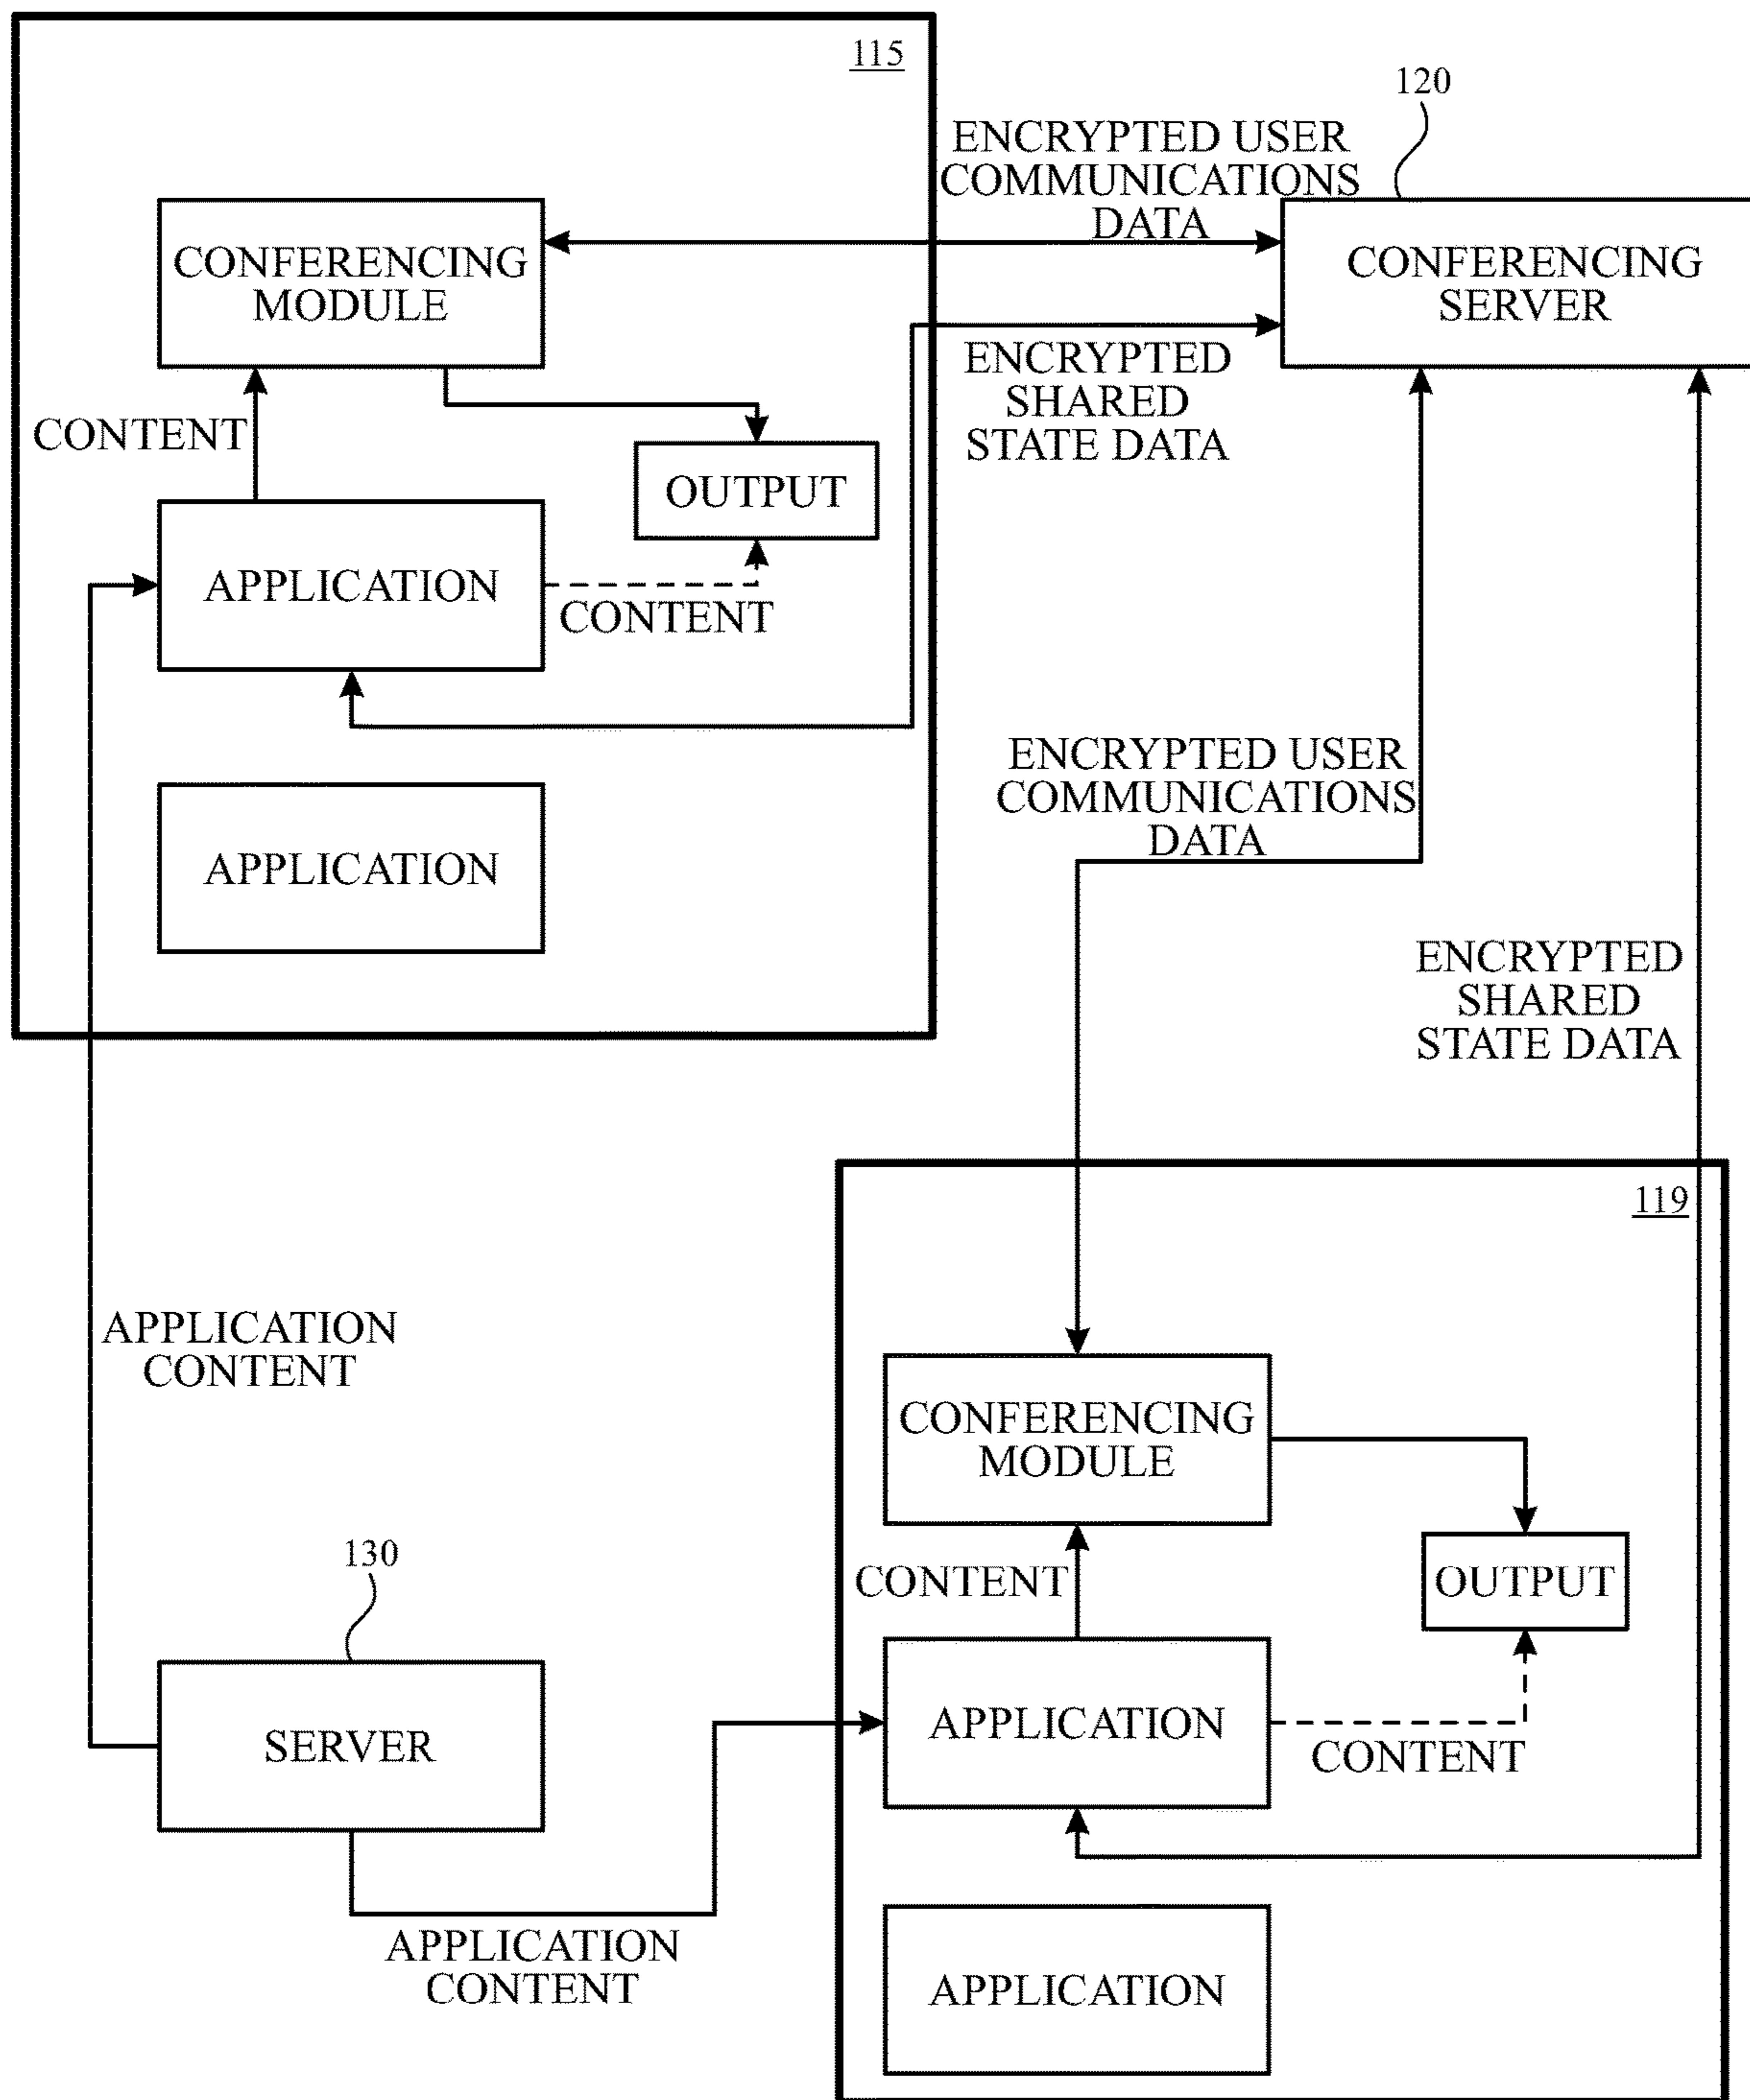 115
120
ENCRYPTED USER
COMMUNICATIONS
DATA
CONFERENCING
MODULE
CONFERENCING
SERVER
ENCRYPTED
SHARED
STATE DATA
CONTENT
OUTPUT
APPLICATION
CONTENT
ENCRYPTED USER
COMMUNICATIONS
DATA
APPLICATION
ENCRYPTED
SHARED
STATE DATA
119
APPLICATION
CONTENT
CONFERENCING
MODULE
130
CONTENT
OUTPUT
SERVER
APPLICATION
CONTENT
APPLICATION
CONTENT
APPLICATION